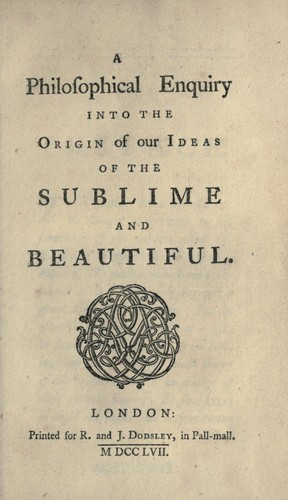 A
Philoſophical Enquiry
INTO THE
ORIGIN of our IDEAS
OF THE
SUBLIME
AND
BEAUTIFUL.
LONDON:
Printed for R. and J. DODSLEY, in Pall-mall.
M DCC LVII.